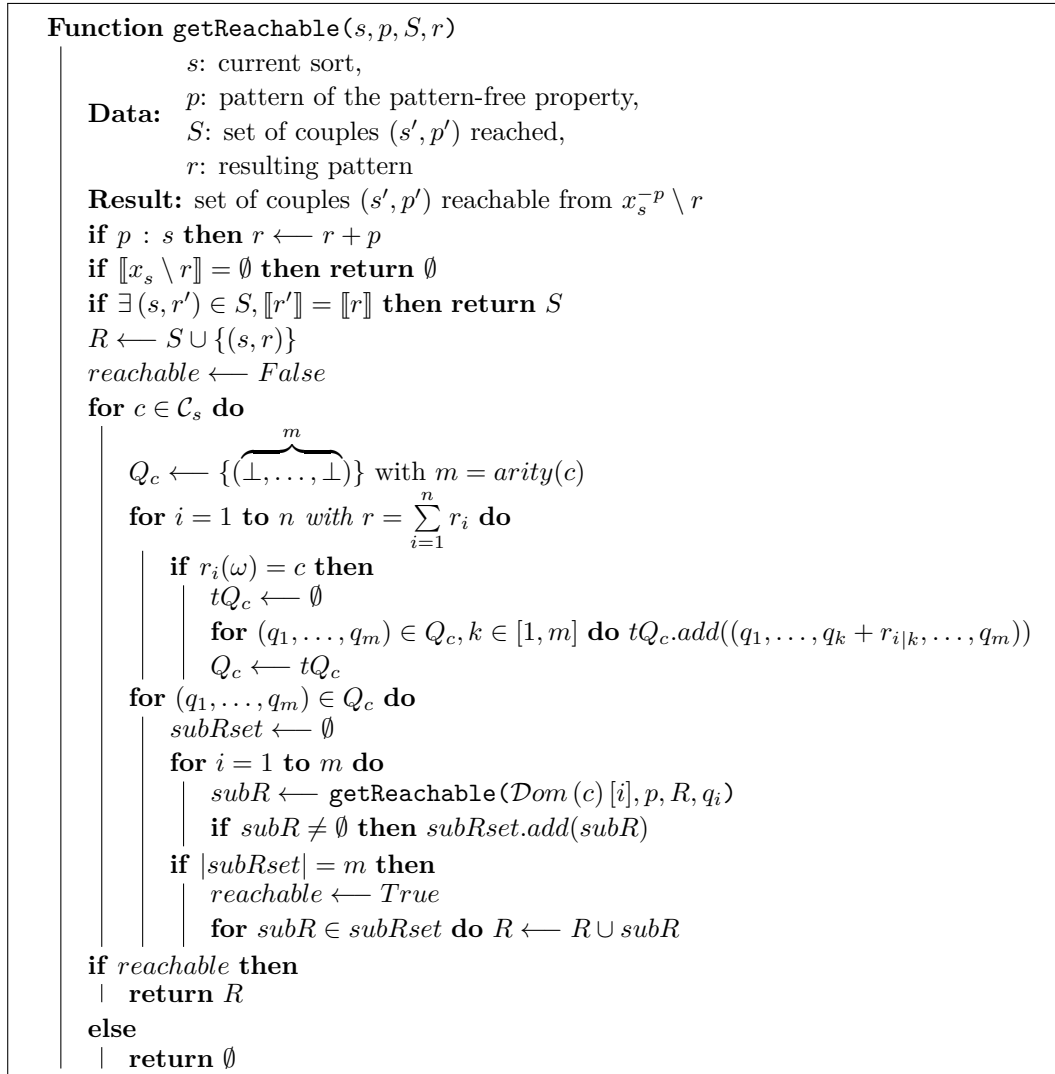 Function getReachable(s, p, S, r)
s: current sort,
p: pattern of the pattern-free property,
Data:
S: set of couples (s′, p′) reached,
r: resulting pattern
Result: set of couples (s′, p′) reachable from x_s^{−p} \ r
if p : s then r ⟵ r + p
if ⟦x_s \ r⟧ = ∅ then return ∅
if ∃ (s, r′) ∈ S, ⟦r′⟧ = ⟦r⟧ then return S
R ⟵ S ∪ {(s, r)}
reachable ⟵ False
for c ∈ 𝒞_s do
m
Q_c ⟵ {(⊥, . . . , ⊥)} with m = arity(c)
for i = 1 to n with r = ∑_{i=1}^{n} r_i do
if r_i(ω) = c then
tQ_c ⟵ ∅
for (q_1, . . . , q_m) ∈ Q_c, k ∈ [1, m] do tQ_c.add((q_1, . . . , q_k + r_{i|k}, . . . , q_m))
Q_c ⟵ tQ_c
for (q_1, . . . , q_m) ∈ Q_c do
subRset ⟵ ∅
for i = 1 to m do
subR ⟵ getReachable(𝒟om (c) [i], p, R, q_i)
if subR ≠ ∅ then subRset.add(subR)
if |subRset| = m then
reachable ⟵ True
for subR ∈ subRset do R ⟵ R ∪ subR
if reachable then
return R
else
return ∅